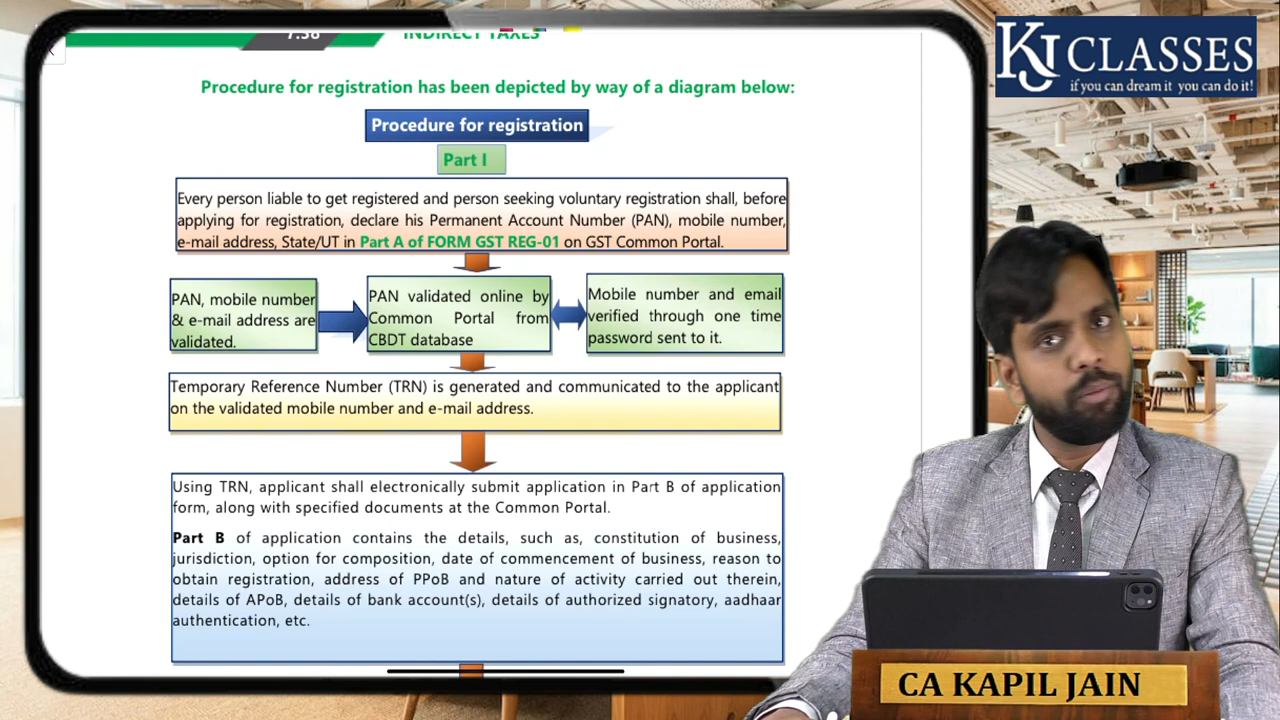 7.38
INDIRECT TAXES
Procedure for registration has been depicted by way of a diagram below:
Procedure for registration
Part I
Every person liable to get registered and person seeking voluntary registration shall, before
applying for registration, declare his Permanent Account Number (PAN), mobile number,
e-mail address, State/UT in Part A of FORM GST REG-01 on GST Common Portal.
PAN, mobile number
& e-mail address are
validated.
PAN validated online by
Common Portal from
CBDT database
Mobile number and email
verified through one time
password sent to it.
Temporary Reference Number (TRN) is generated and communicated to the applicant
on the validated mobile number and e-mail address.
Using TRN, applicant shall electronically submit application in Part B of application
form, along with specified documents at the Common Portal.
Part B of application contains the details, such as, constitution of business,
jurisdiction, option for composition, date of commencement of business, reason to
obtain registration, address of PPoB and nature of activity carried out therein,
details of APoB, details of bank account(s), details of authorized signatory, aadhaar
authentication, etc.
KJ CLASSES
if you can dream it you can do it!
CA KAPIL JAIN